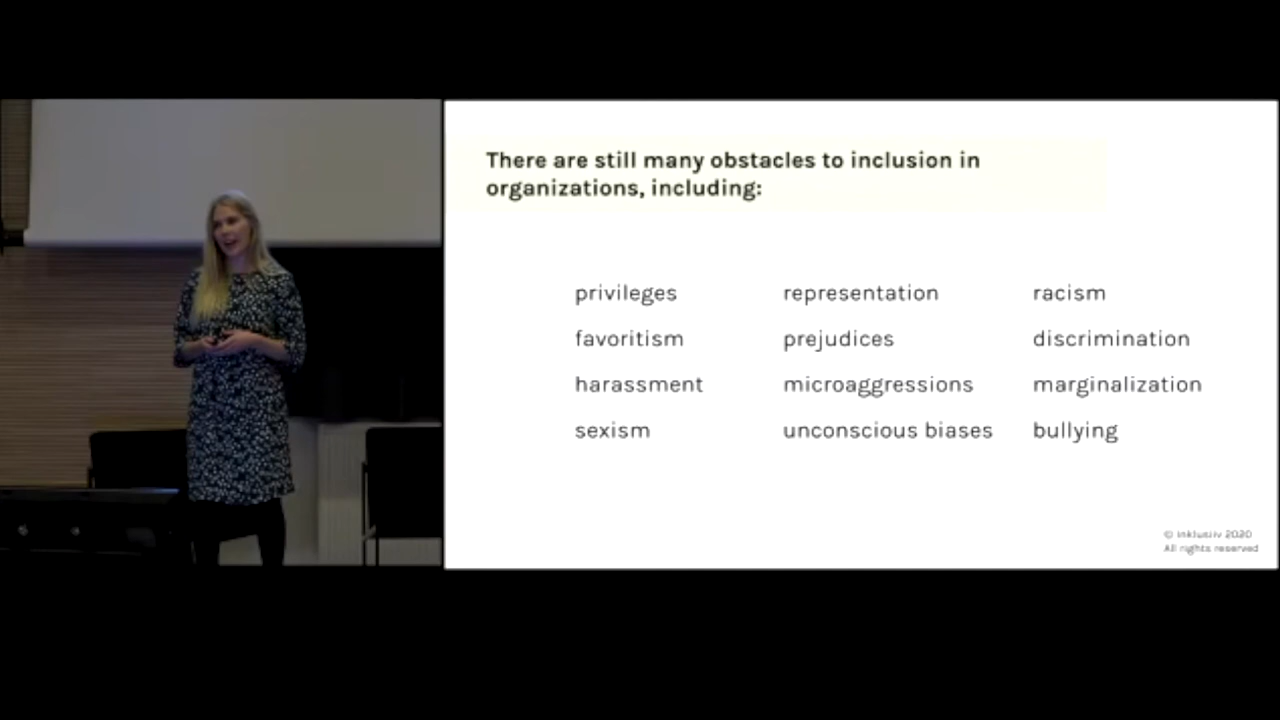 There are still many obstacles to inclusion in
organizations, including:
privileges
favoritism
harassment
sexism
representation
prejudices
microaggressions
unconscious biases
racism
discrimination
marginalization
bullying
© Inklusiiv 2020
All rights reserved